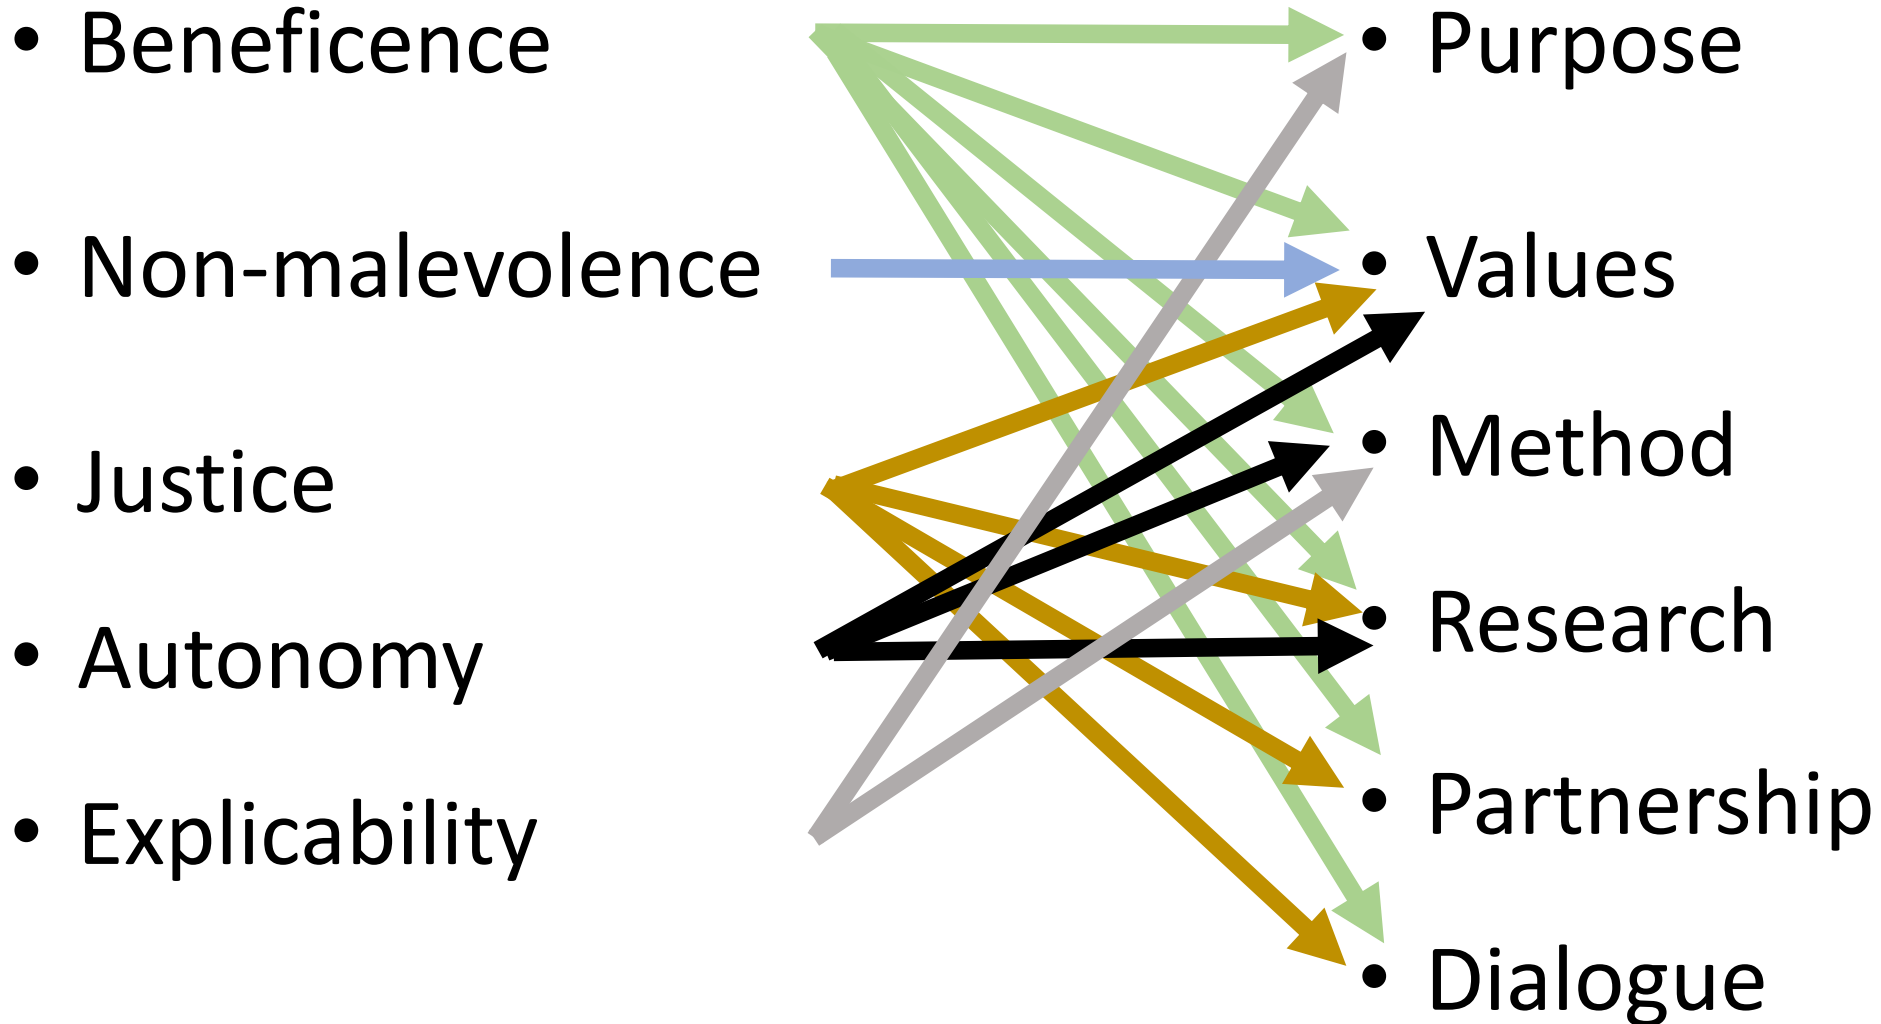 • Beneficence
• Non-malevolence
• Justice
• Autonomy
• Explicability
• Purpose
• Values
• Method
• Research
• Partnership
• Dialogue